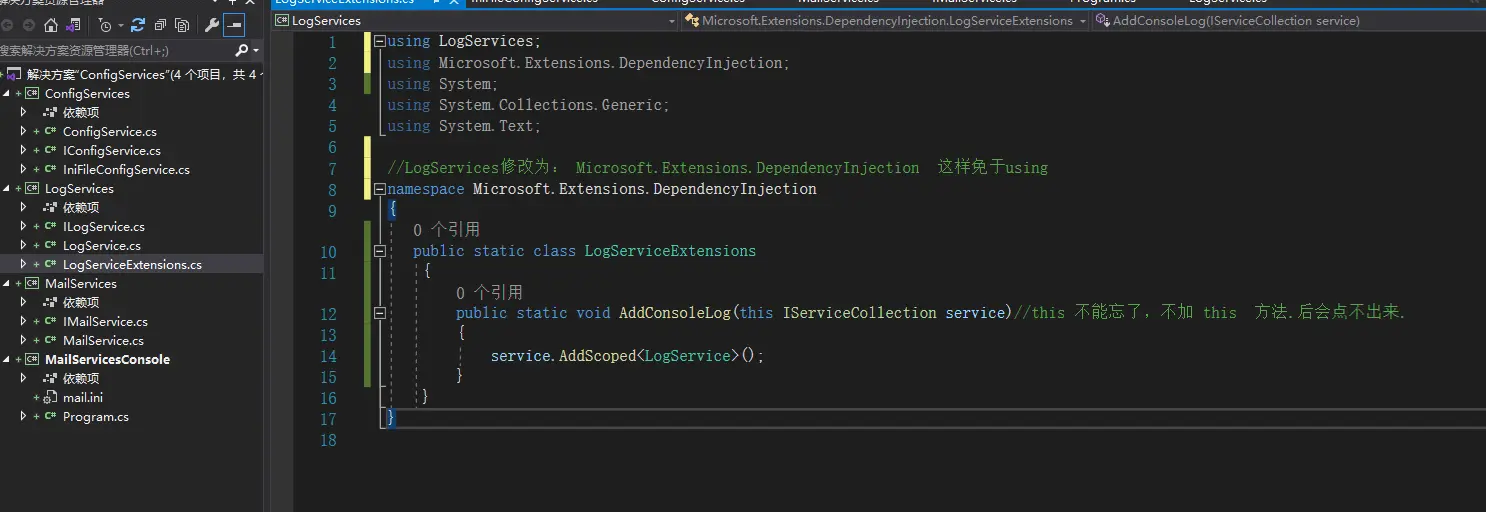 解决方案资源管理器
LogServiceExtensions.cs
LogServices
Microsoft.Extensions.DependencyInjection.LogServiceExtensions
AddConsoleLog(IServiceCollection service)
搜索解决方案资源管理器(Ctrl+;)
解决方案"ConfigServices"(4 个项目，共 4 个
ConfigServices
依赖项
ConfigService.cs
IConfigService.cs
IniFileConfigService.cs
LogServices
依赖项
ILogService.cs
LogService.cs
LogServiceExtensions.cs
MailServices
依赖项
IMailService.cs
MailService.cs
MailServicesConsole
依赖项
mail.ini
Program.cs
1 using LogServices;
2 using Microsoft.Extensions.DependencyInjection;
3 using System;
4 using System.Collections.Generic;
5 using System.Text;
6
7 //LogServices修改为： Microsoft.Extensions.DependencyInjection 这样免于using
8 namespace Microsoft.Extensions.DependencyInjection
9 {
0 个引用
10 public static class LogServiceExtensions
11 {
0 个引用
12 public static void AddConsoleLog(this IServiceCollection service)//this 不能忘了，不加 this 方法.后会点不出来.
13 {
14 service.AddScoped<LogService>();
15 }
16 }
17 }
18